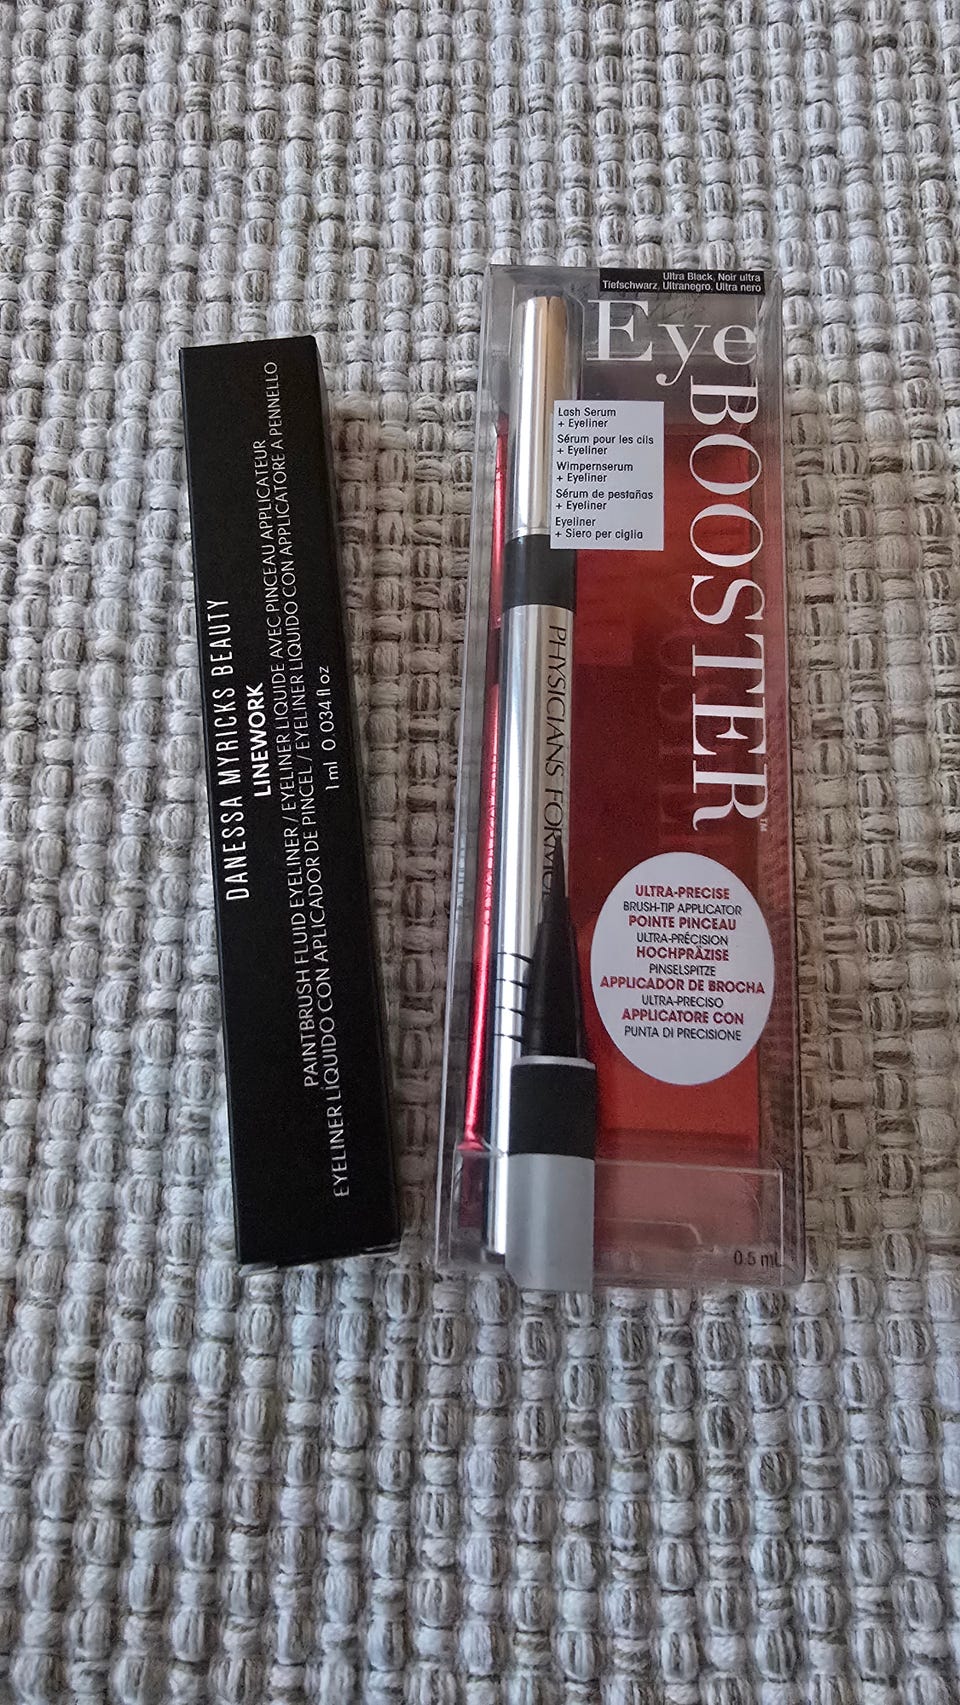 DANESSA MYRICKS BEAUTY
LINEWORK
PAINTBRUSH FLUID EYELINER / EYELINER LIQUIDE AVEC PINCEAU APPLICATEUR
EYELINER LÍQUIDO CON APLICADOR DE PINCEL / EYELINER LIQUIDO CON APPLICATORE A PENNELLO
1 ml 0,034 fl oz
Ultra Black, Noir ultra
Tiefschwarz, Ultranegro, Ultra nero
Eye
BOOSTER™
Lash Serum
+ Eyeliner
Sérum pour les cils
+ Eyeliner
Wimpernserum
+ Eyeliner
Sérum de pestañas
+ Eyeliner
Eyeliner
+ Siero per ciglia
PHYSICIANS FORMULA
ULTRA-PRECISE
BRUSH-TIP APPLICATOR
POINTE PINCEAU
ULTRA-PRÉCISION
HOCHPRÄZISE
PINSELSPITZE
APPLICADOR DE BROCHA
ULTRA-PRECISO
APPLICATORE CON
PUNTA DI PRECISIONE
0.5 mL